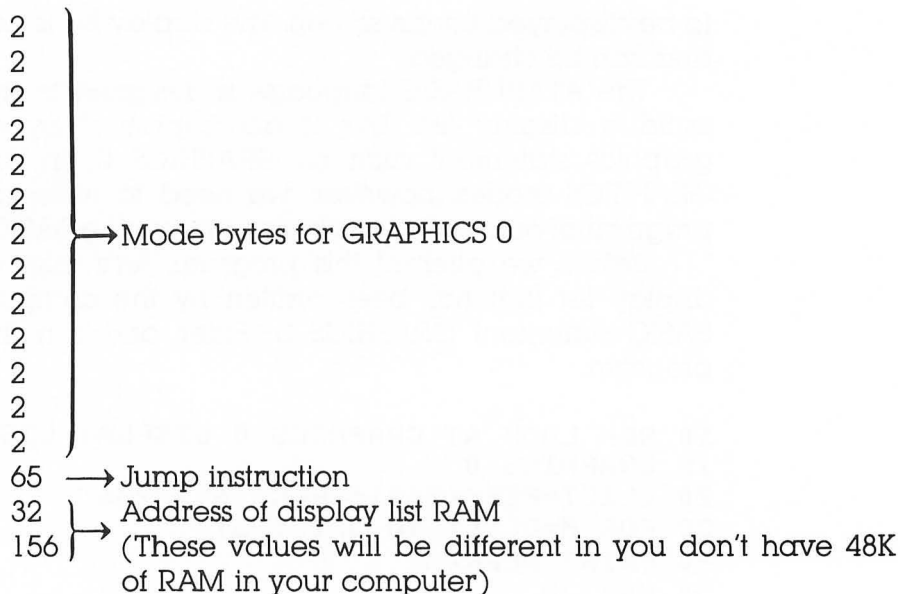 2
2
2
2
2
2
2 → Mode bytes for GRAPHICS 0
2
2
2
2
2
2
65 → Jump instruction
32 → Address of display list RAM
156 (These values will be different in you don't have 48K
of RAM in your computer)